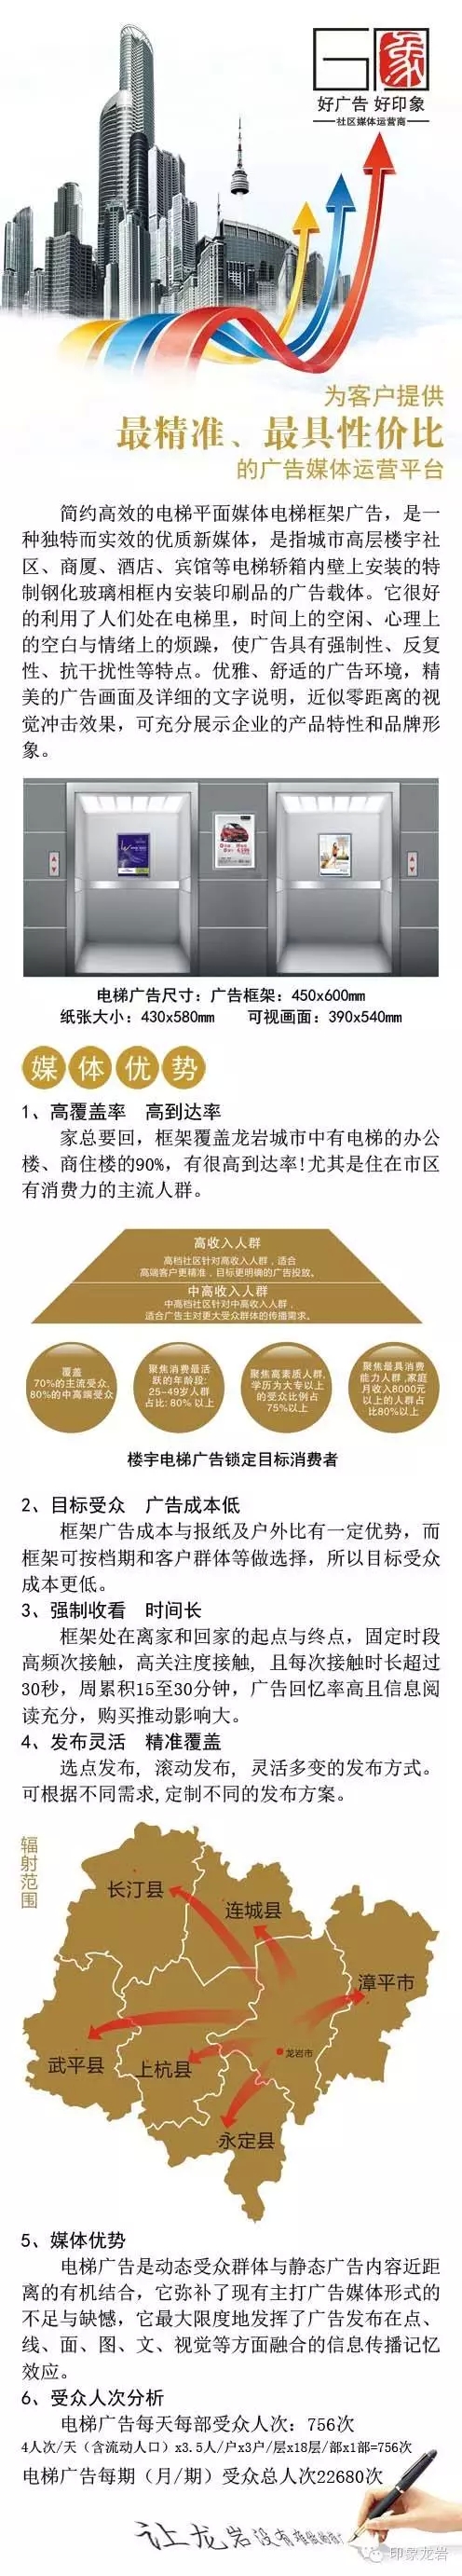 象
好广告 好印象
社区媒体运营商
为客户提供
最精准、最具性价比
的广告媒体运营平台
简约高效的电梯平面媒体电梯框架广告，是一
种独特而实效的优质新媒体，是指城市高层楼宇社
区、商厦、酒店、宾馆等电梯轿箱内壁上安装的特
制钢化玻璃相框内安装印刷品的广告载体。它很好
的利用了人们处在电梯里，时间上的空闲、心理上
的空白与情绪上的烦躁，使广告具有强制性、反复
性、抗干扰性等特点。优雅、舒适的广告环境，精
美的广告画面及详细的文字说明，近似零距离的视
觉冲击效果，可充分展示企业的产品特性和品牌形
象。
电梯广告尺寸：广告框架：450x600mm
纸张大小：430x580mm 可视画面：390x540mm
媒体优势
1、高覆盖率 高到达率
家总要回，框架覆盖龙岩城市中有电梯的办公
楼、商住楼的90%，有很高到达率!尤其是住在市区
有消费力的主流人群。
高收入人群
高档社区针对高收入人群，适合
高端客户更精准，目标更明确的广告投放。
中高收入人群
中高档社区针对中高收入人群，
适合广告主对更大受众群体的传播需求。
覆盖
70%的主流受众,
80%的中高端受众
聚焦消费最活
跃的年龄段:
25-49岁人群
占比: 80% 以上
聚焦高素质人群,
学历为大专以上
的受众比例占
75%以上
聚焦最具消费
能力人群 ,家庭
月收入8000元
以上的人群占
比80%以上
楼宇电梯广告锁定目标消费者
2、目标受众 广告成本低
框架广告成本与报纸及户外比有一定优势，而
框架可按档期和客户群体等做选择，所以目标受众
成本更低。
3、强制收看 时间长
框架处在离家和回家的起点与终点，固定时段
高频次接触，高关注度接触, 且每次接触时长超过
30秒，周累积15至30分钟，广告回忆率高且信息阅
读充分，购买推动影响大。
4、发布灵活 精准覆盖
选点发布, 滚动发布, 灵活多变的发布方式。
可根据不同需求,定制不同的发布方案。
辐射范围
长汀县
连城县
漳平市
龙岩市
武平县
上杭县
永定县
5、媒体优势
电梯广告是动态受众群体与静态广告内容近距
离的有机结合，它弥补了现有主打广告媒体形式的
不足与缺憾，它最大限度地发挥了广告发布在点、
线、面、图、文、视觉等方面融合的信息传播记忆
效应。
6、受众人次分析
电梯广告每天每部受众人次：756次
4人次/天（含流动人口）x3.5人/户x3户/层x18层/部x1部=756次
电梯广告每期（月/期）受众总人次22680次
让龙岩没有难做的
印象龙岩